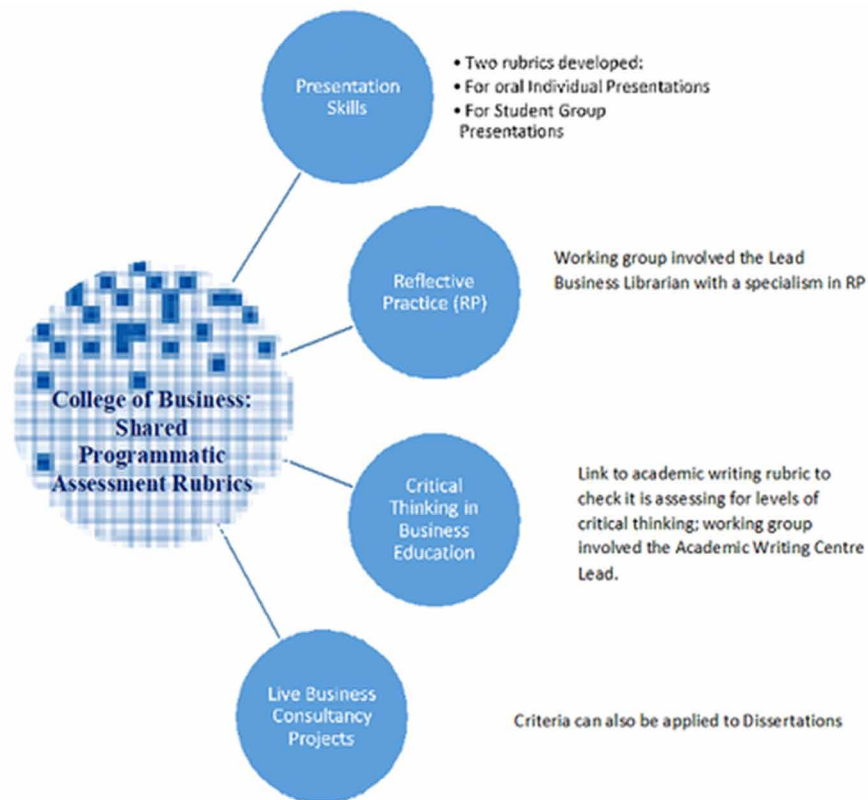 Presentation
Skills
• Two rubrics developed:
• For oral Individual Presentations
• For Student Group
Presentations
Reflective
Practice (RP)
Working group involved the Lead
Business Librarian with a specialism in RP
College of Business:
Shared
Programmatic
Assessment Rubrics
Critical
Thinking in
Business
Education
Link to academic writing rubric to
check it is assessing for levels of
critical thinking; working group
involved the Academic Writing Centre
Lead.
Live Business
Consultancy
Projects
Criteria can also be applied to Dissertations